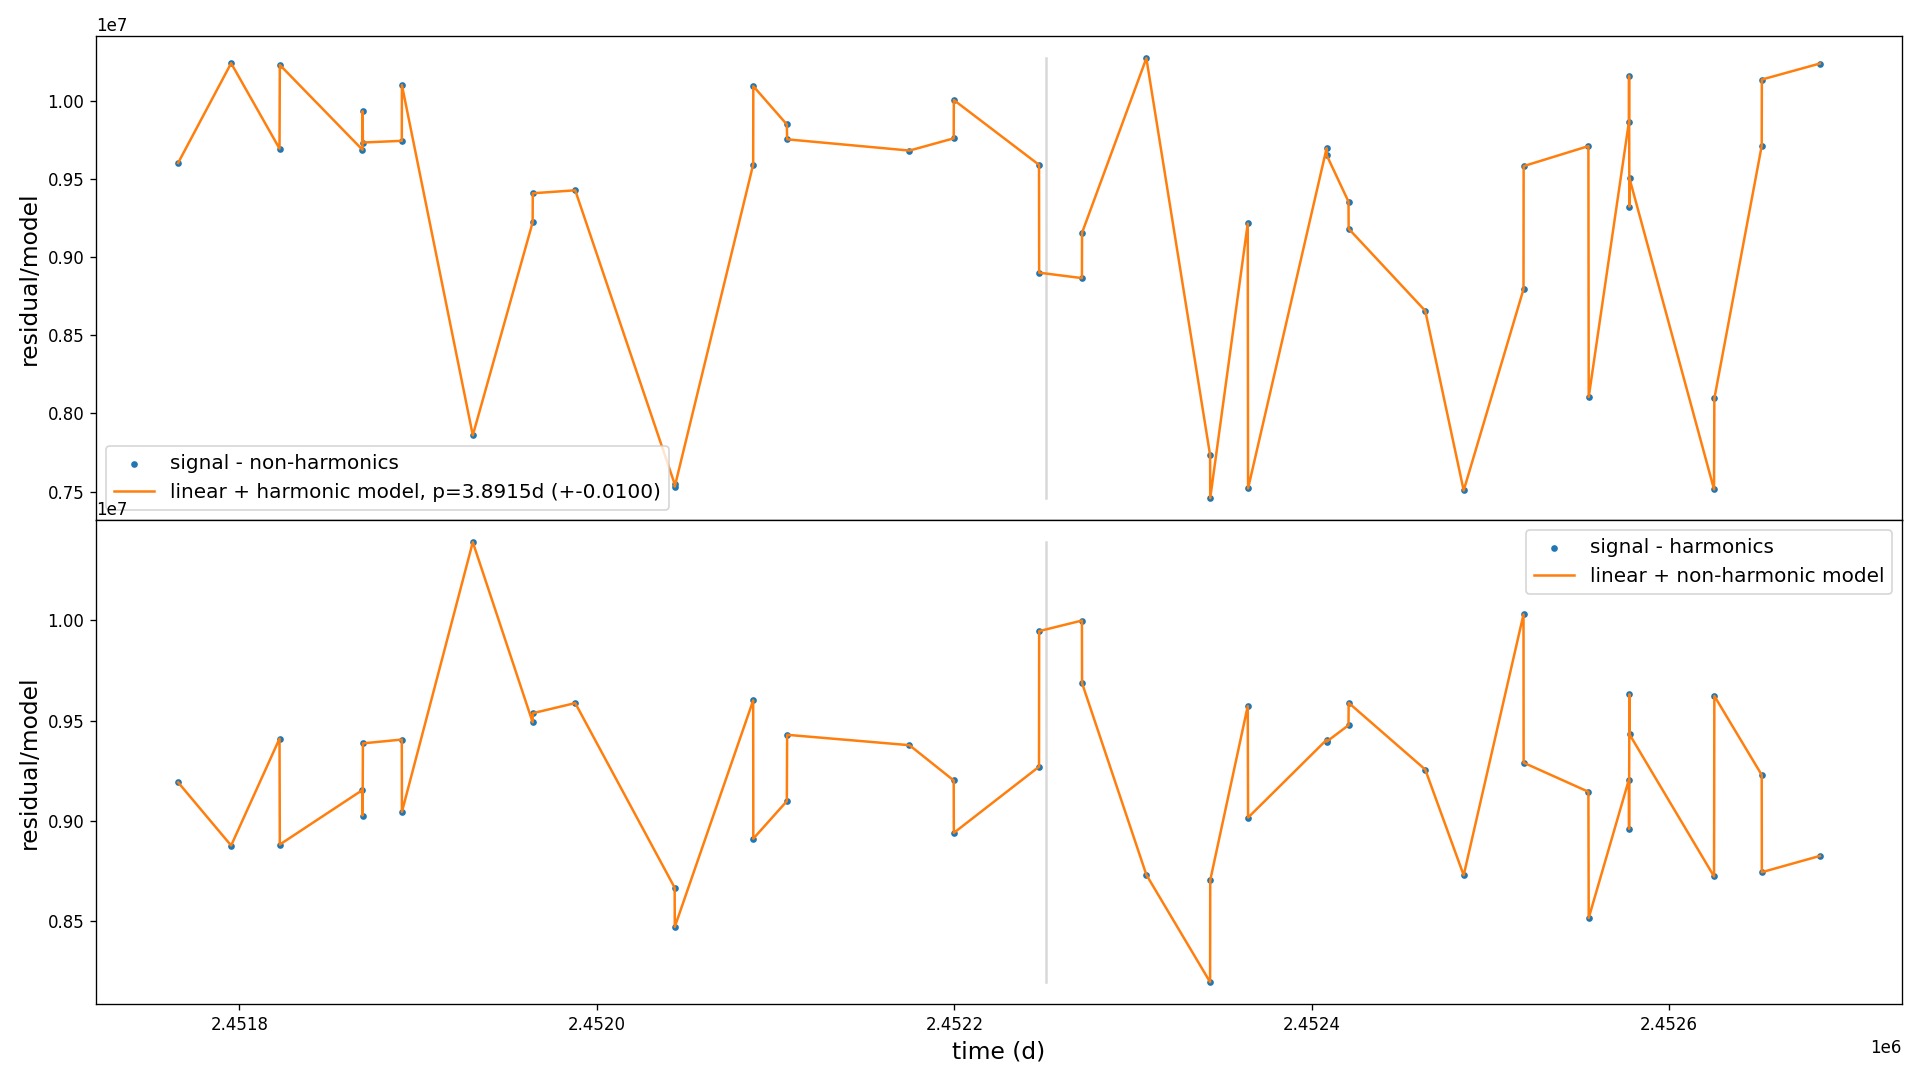 1e7
1.00
0.95
0.90
0.85
0.80
0.75
residual/model
signal - non-harmonics
linear + harmonic model, p=3.8915d (+-0.0100)
1e7
1.00
0.95
0.90
0.85
residual/model
signal - harmonics
linear + non-harmonic model
2.4518 2.4520 2.4522 2.4524 2.4526
time (d)
1e6